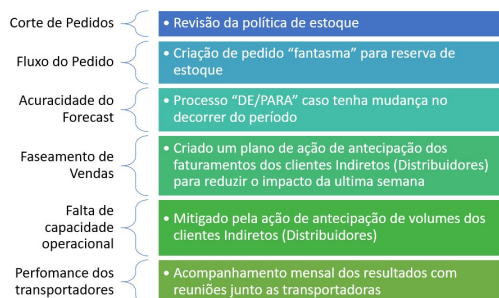 Corte de Pedidos
• Revisão da política de estoque
Fluxo do Pedido
• Criação de pedido “fantasma” para reserva de
estoque
Acuracidade do
Forecast
• Processo “DE/PARA” caso tenha mudança no
decorrer do período
Faseamento de
Vendas
• Criado um plano de ação de antecipação dos
faturamentos dos clientes Indiretos (Distribuidores)
para reduzir o impacto da ultima semana
Falta de
capacidade
operacional
• Mitigado pela ação de antecipação de volumes dos
clientes Indiretos (Distribuidores)
Perfomance dos
transportadores
• Acompanhamento mensal dos resultados com
reuniões junto as transportadoras